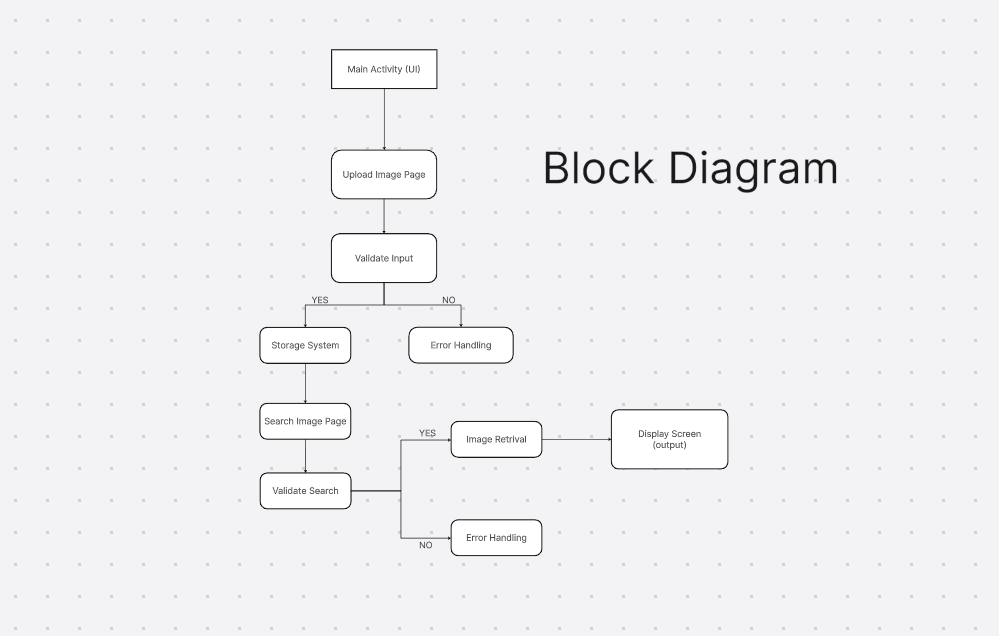 Main Activity (UI)
Block Diagram
Upload Image Page
Validate Input
YES
NO
Storage System
Error Handling
Search Image Page
YES
Image Retrival
Display Screen
(output)
Validate Search
Error Handling
NO